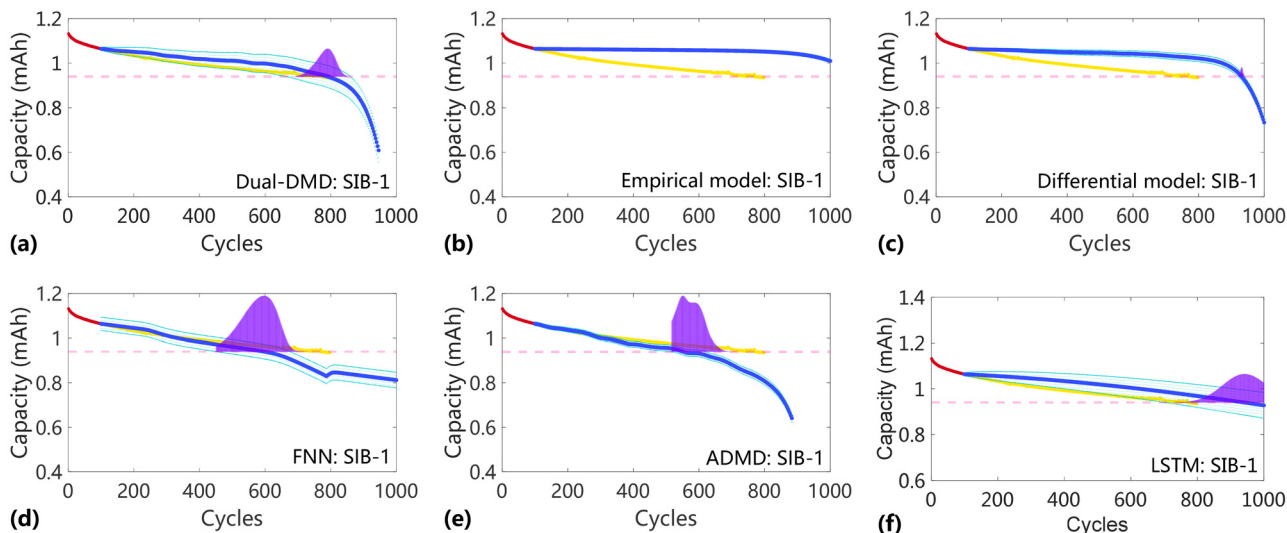 1.2
1
0.8
0.6
0.4
Capacity (mAh)
Dual-DMD: SIB-1
0 200 400 600 800 1000
(a) Cycles
1.2
1
0.8
0.6
0.4
Capacity (mAh)
Empirical model: SIB-1
0 200 400 600 800 1000
(b) Cycles
1.2
1
0.8
0.6
0.4
Capacity (mAh)
Differential model: SIB-1
0 200 400 600 800 1000
(c) Cycles
1.2
1
0.8
0.6
0.4
Capacity (mAh)
FNN: SIB-1
0 200 400 600 800 1000
(d) Cycles
1.2
1
0.8
0.6
0.4
Capacity (mAh)
ADMD: SIB-1
0 200 400 600 800 1000
(e) Cycles
1.4
1.2
1
0.8
0.6
Capacity (mAh)
LSTM: SIB-1
0 200 400 600 800 1000
(f) Cycles